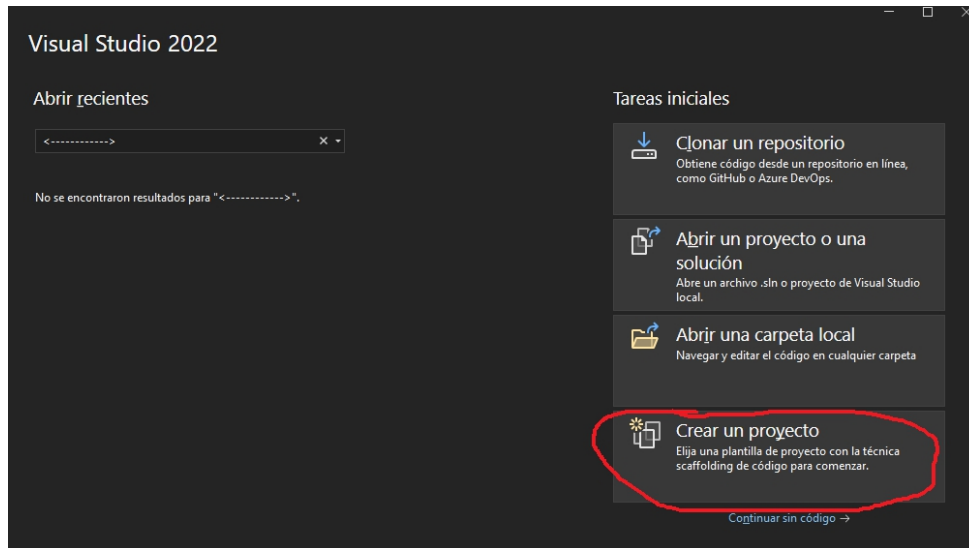 Visual Studio 2022
Abrir recientes
<------------>
No se encontraron resultados para "<------------>".
Tareas iniciales
Clonar un repositorio
Obtiene código desde un repositorio en línea,
como GitHub o Azure DevOps.
Abrir un proyecto o una
solución
Abre un archivo .sln o proyecto de Visual Studio
local.
Abrir una carpeta local
Navegar y editar el código en cualquier carpeta
Crear un proyecto
Elija una plantilla de proyecto con la técnica
scaffolding de código para comenzar.
Continuar sin código →